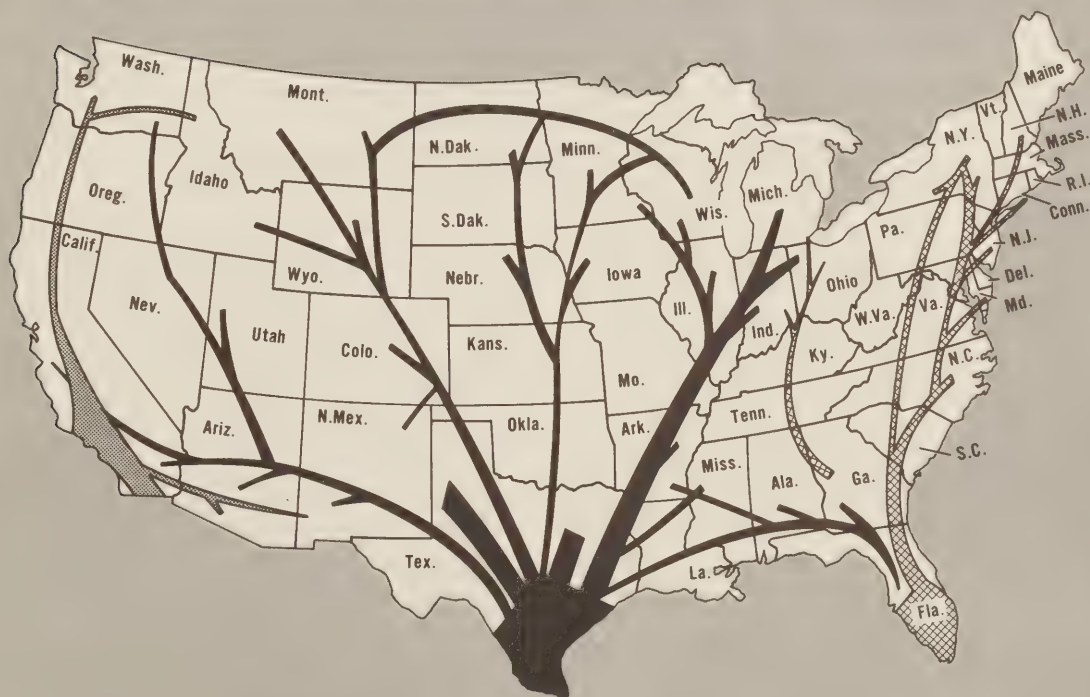 Wash.
Mont.
Maine
Vt.
N.H.
N.Y.
Mass.
R.I.
Conn.
N.Dak.
Minn.
Oreg.
Idaho
Wis.
Mich.
S.Dak.
Pa.
N.J.
Calif.
Wyo.
Nebr.
Iowa
Ohio
Del.
Nev.
Ill.
Ind.
W.Va.
Va.
Md.
Utah
Colo.
Kans.
Mo.
Ky.
N.C.
Ariz.
N.Mex.
Okla.
Ark.
Tenn.
S.C.
Miss.
Ala.
Ga.
Tex.
La.
Fla.